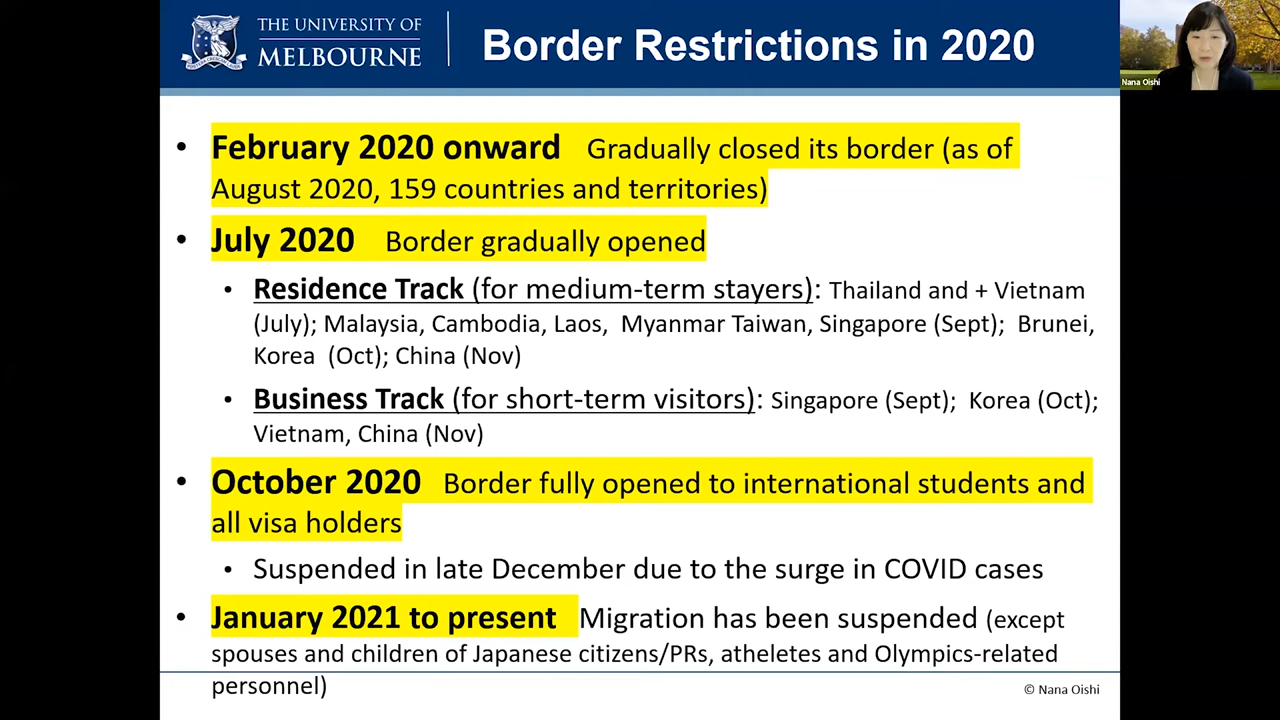 THE UNIVERSITY OF
MELBOURNE
Border Restrictions in 2020
Nana Oishi
• February 2020 onward Gradually closed its border (as of
August 2020, 159 countries and territories)
• July 2020 Border gradually opened
• Residence Track (for medium-term stayers): Thailand and + Vietnam
(July); Malaysia, Cambodia, Laos, Myanmar Taiwan, Singapore (Sept); Brunei,
Korea (Oct); China (Nov)
• Business Track (for short-term visitors): Singapore (Sept); Korea (Oct);
Vietnam, China (Nov)
• October 2020 Border fully opened to international students and
all visa holders
• Suspended in late December due to the surge in COVID cases
• January 2021 to present Migration has been suspended (except
spouses and children of Japanese citizens/PRs, atheletes and Olympics-related
personnel)
© Nana Oishi